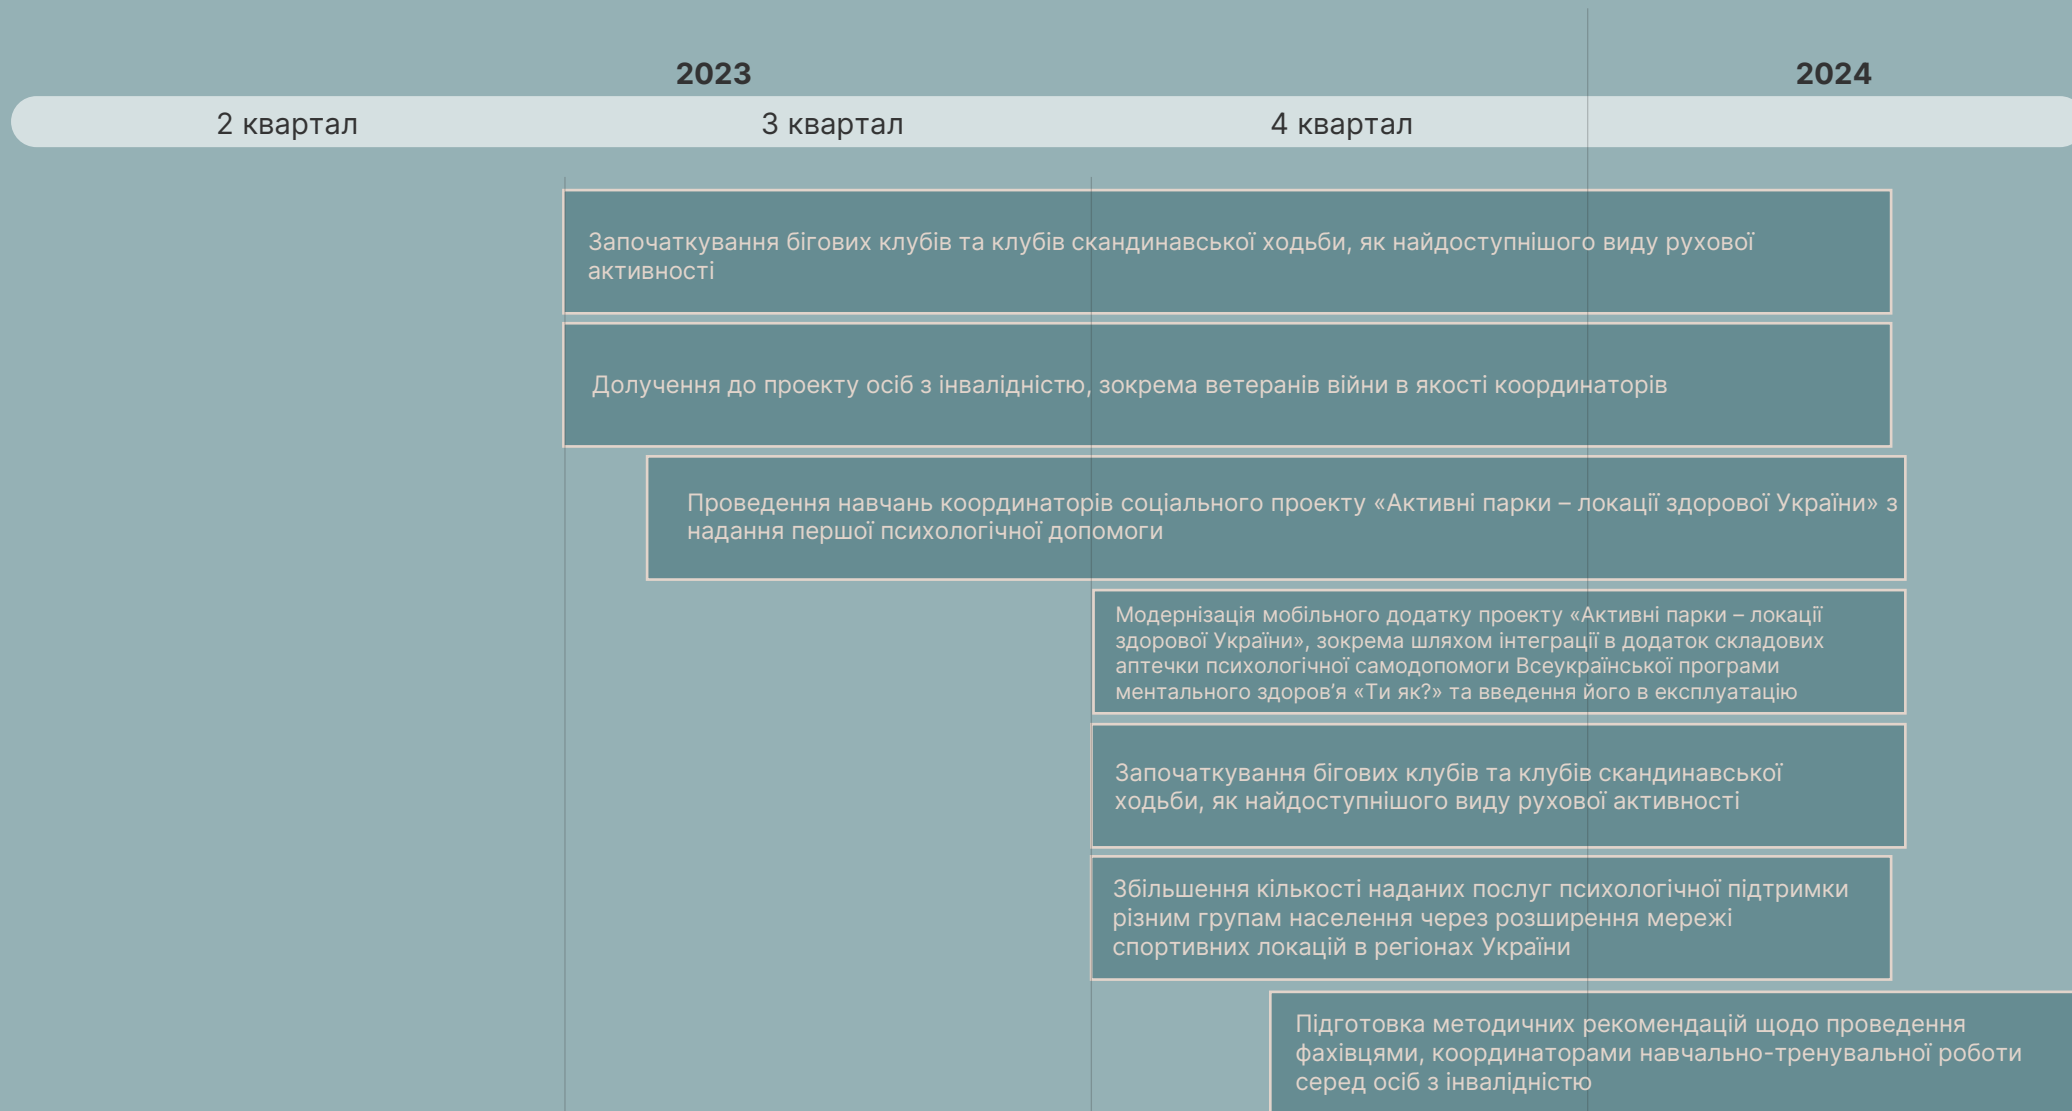 2023
2024
2 квартал
3 квартал
4 квартал
Започаткування бігових клубів та клубів скандинавської ходьби, як найдоступнішого виду рухової
активності
Долучення до проекту осіб з інвалідністю, зокрема ветеранів війни в якості координаторів
Проведення навчань координаторів соціального проекту «Активні парки – локації здорової України» з
надання першої психологічної допомоги
Модернізація мобільного додатку проекту «Активні парки – локації
здорової України», зокрема шляхом інтеграції в додаток складових
аптечки психологічної самодопомоги Всеукраїнської програми
ментального здоров’я «Ти як?» та введення його в експлуатацію
Започаткування бігових клубів та клубів скандинавської
ходьби, як найдоступнішого виду рухової активності
Збільшення кількості наданих послуг психологічної підтримки
різним групам населення через розширення мережі
спортивних локацій в регіонах України
Підготовка методичних рекомендацій щодо проведення
фахівцями, координаторами навчально-тренувальної роботи
серед осіб з інвалідністю